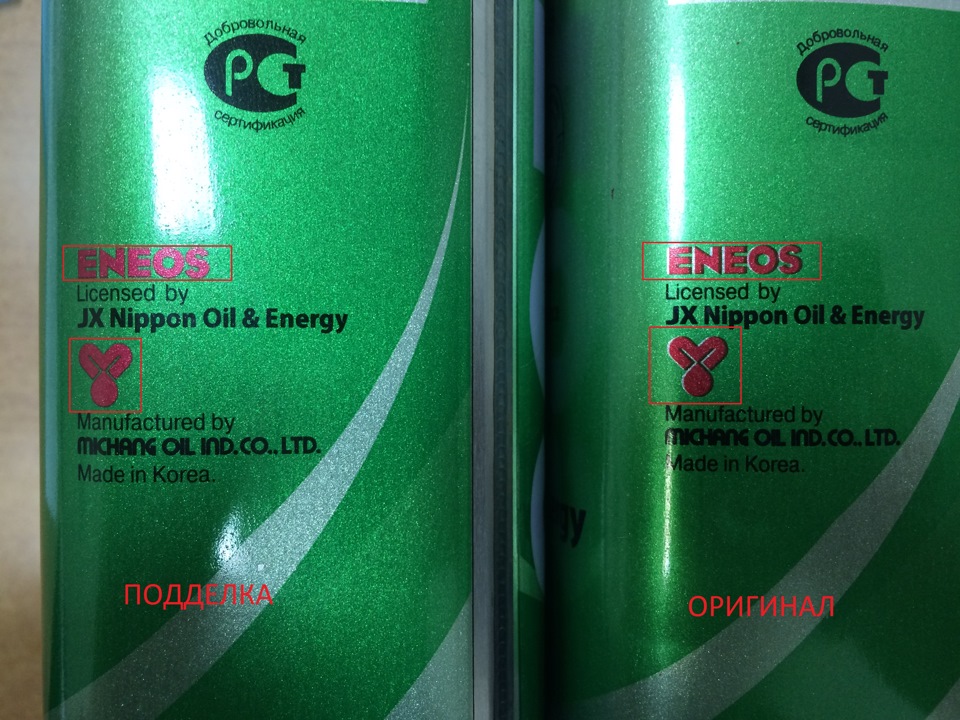 Добровольная
РСТ
сертификация
ENEOS
Licensed by
JX Nippon Oil & Energy
Manufactured by
MICHANG OIL IND.CO., LTD.
Made in Korea.
ПОДДЕЛКА
Добровольная
РСТ
сертификация
ENEOS
Licensed by
JX Nippon Oil & Energy
Manufactured by
MICHANG OIL IND.CO., LTD.
Made in Korea.
ОРИГИНАЛ